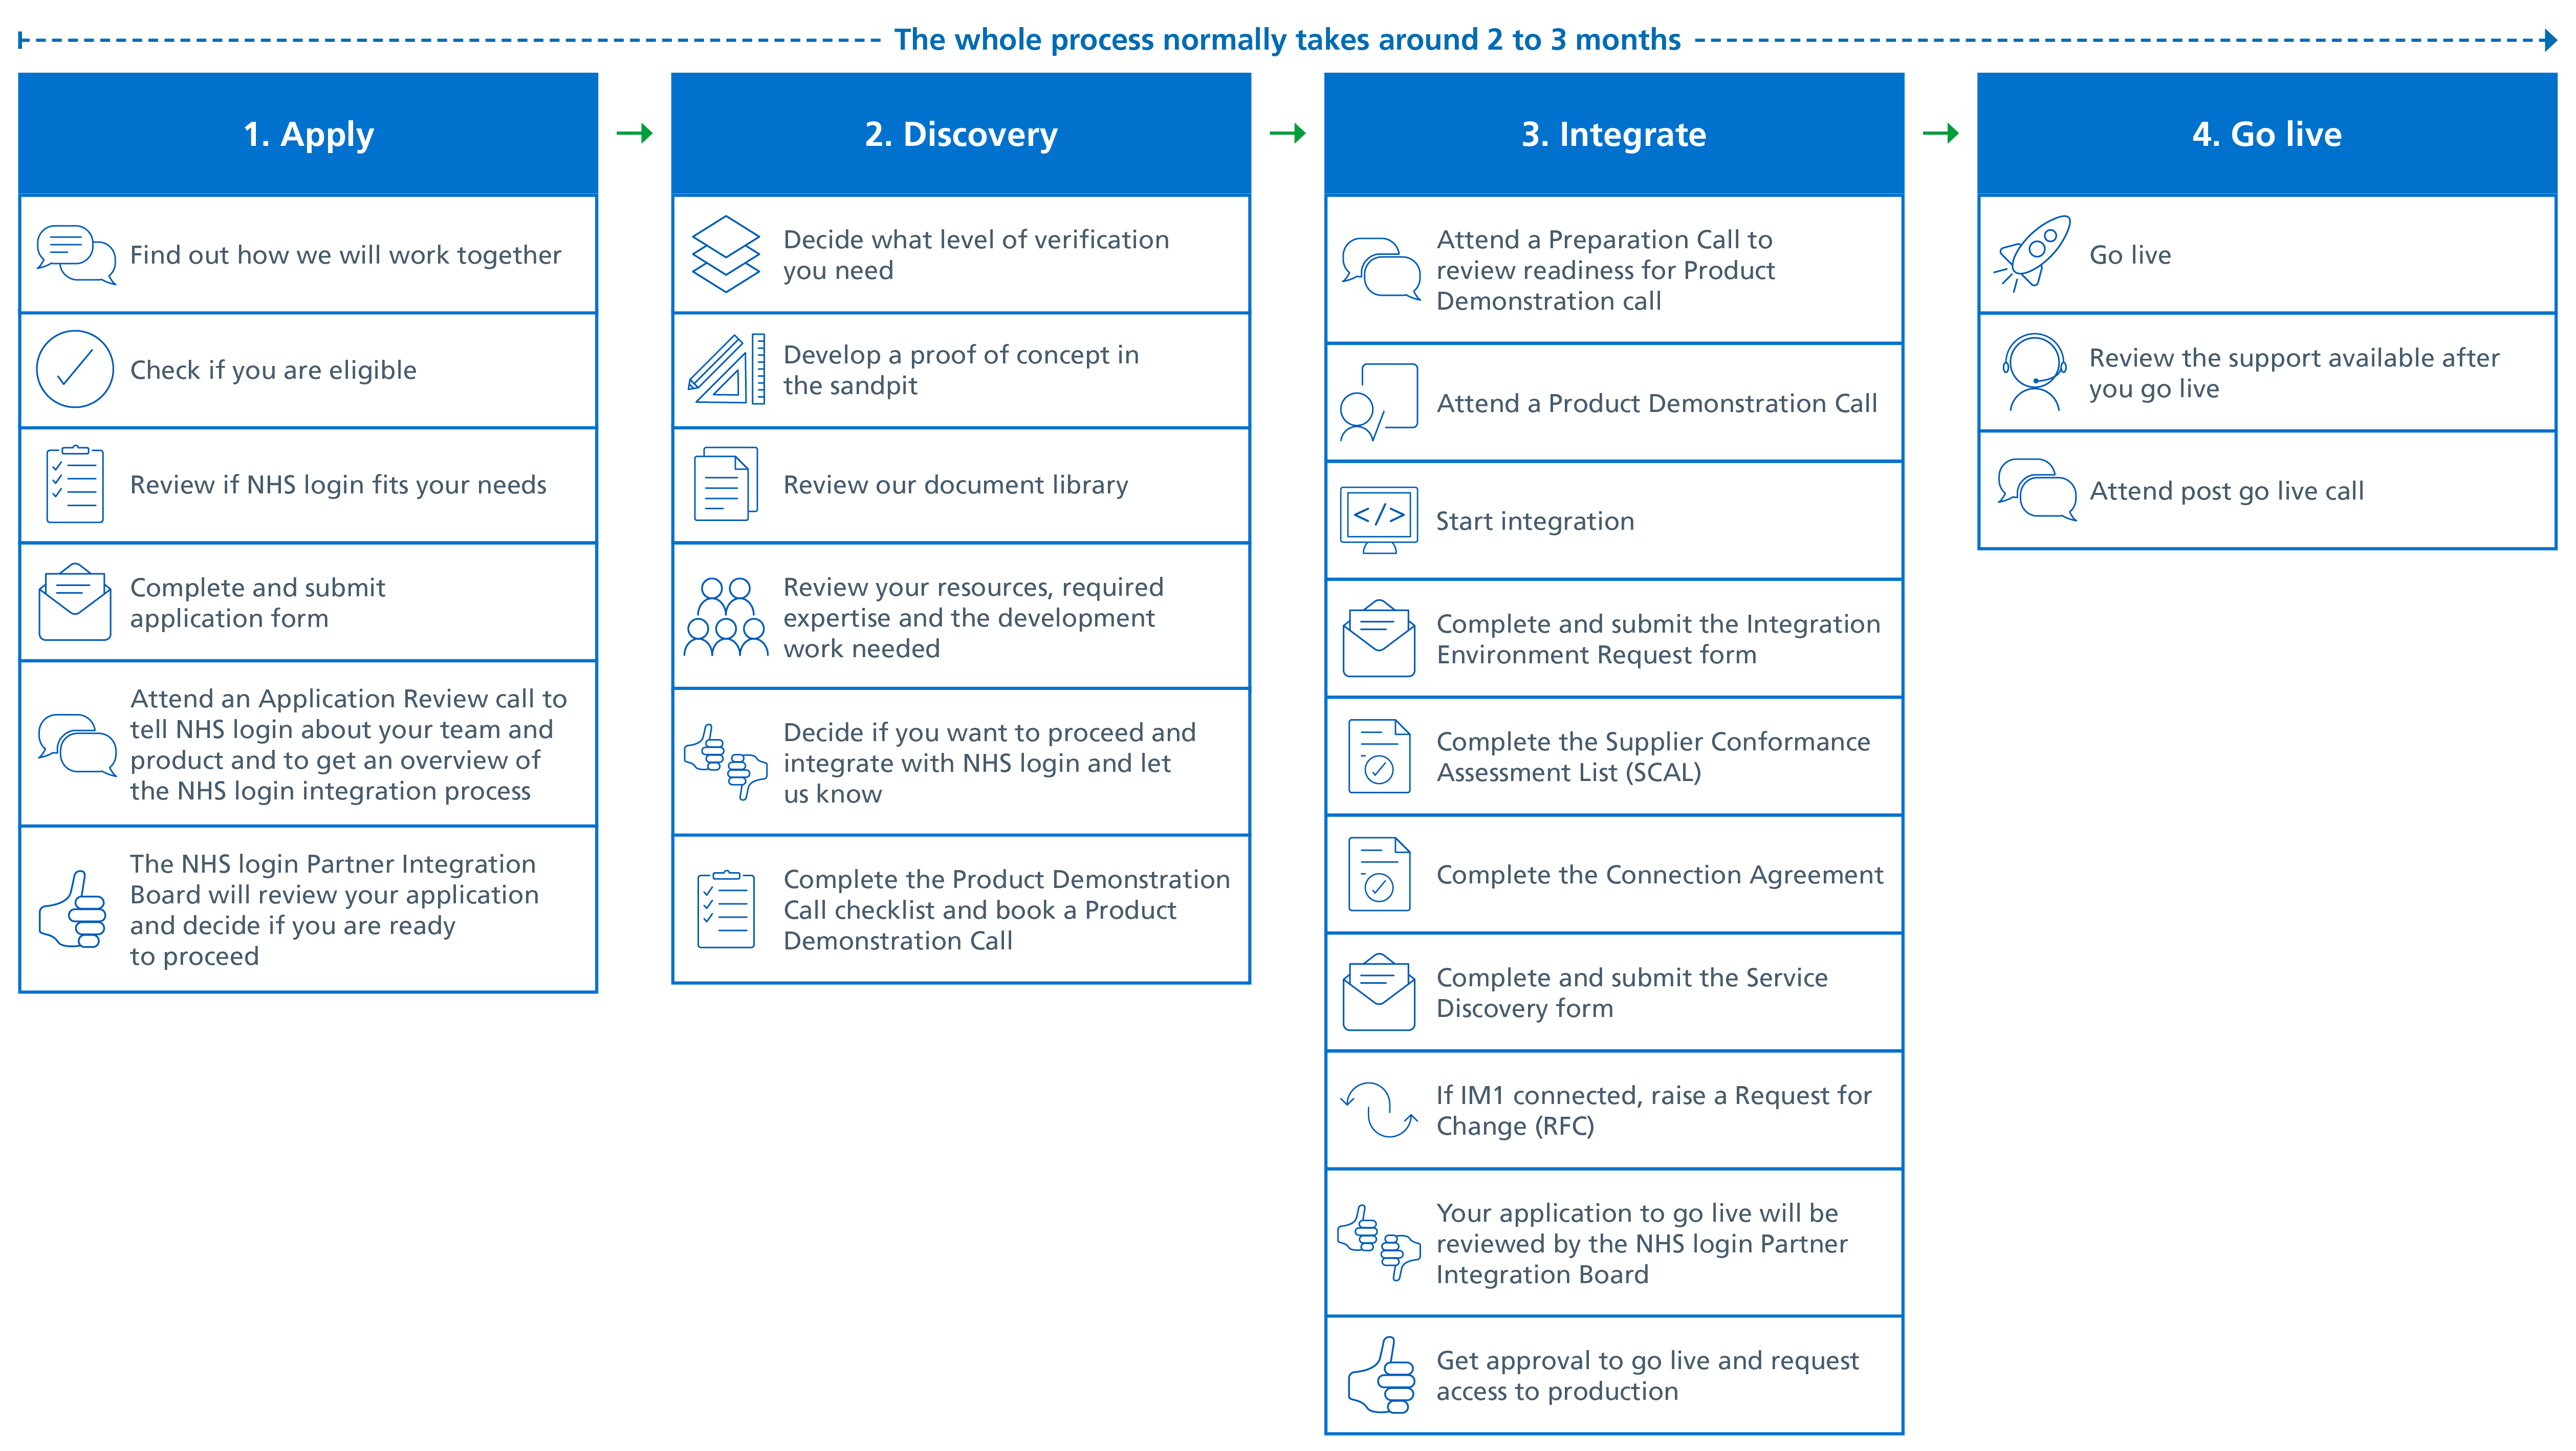 The whole process normally takes around 2 to 3 months
1. Apply
Find out how we will work together
Check if you are eligible
Review if NHS login fits your needs
Complete and submit
application form
Attend an Application Review call to
tell NHS login about your team and
product and to get an overview of
the NHS login integration process
The NHS login Partner Integration
Board will review your application
and decide if you are ready
to proceed
2. Discovery
Decide what level of verification
you need
Develop a proof of concept in
the sandpit
Review our document library
Review your resources, required
expertise and the development
work needed
Decide if you want to proceed and
integrate with NHS login and let
us know
Complete the Product Demonstration
Call checklist and book a Product
Demonstration Call
3. Integrate
Attend a Preparation Call to
review readiness for Product
Demonstration call
Attend a Product Demonstration Call
</>
Start integration
Complete and submit the Integration
Environment Request form
Complete the Supplier Conformance
Assessment List (SCAL)
Complete the Connection Agreement
Complete and submit the Service
Discovery form
If IM1 connected, raise a Request for
Change (RFC)
Your application to go live will be
reviewed by the NHS login Partner
Integration Board
Get approval to go live and request
access to production
4. Go live
Go live
Review the support available after
you go live
Attend post go live call